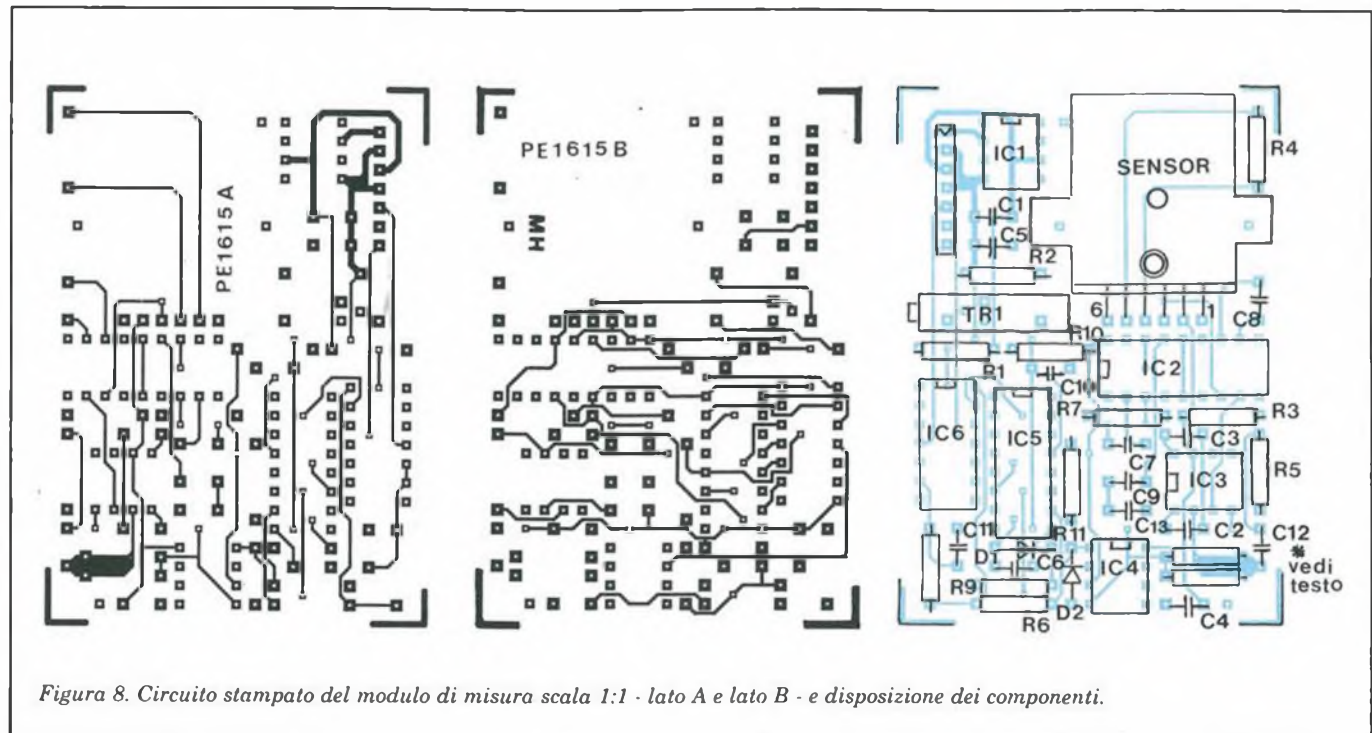 PE1615A
PE1615B
MH
IC1
SENSOR
R4
C1
C5
R2
6
1
C8
TR1
R10
R1
C1
IC2
R7
R3
IC6
IC5
C3
C7
IC3
R5
C9
C13
C2
C12
R11
C11
D1
C6
IC4
*
vedi
testo
R9
R6
D2
C4
Figura 8. Circuito stampato del modulo di misura scala 1:1 - lato A e lato B - e disposizione dei componenti.